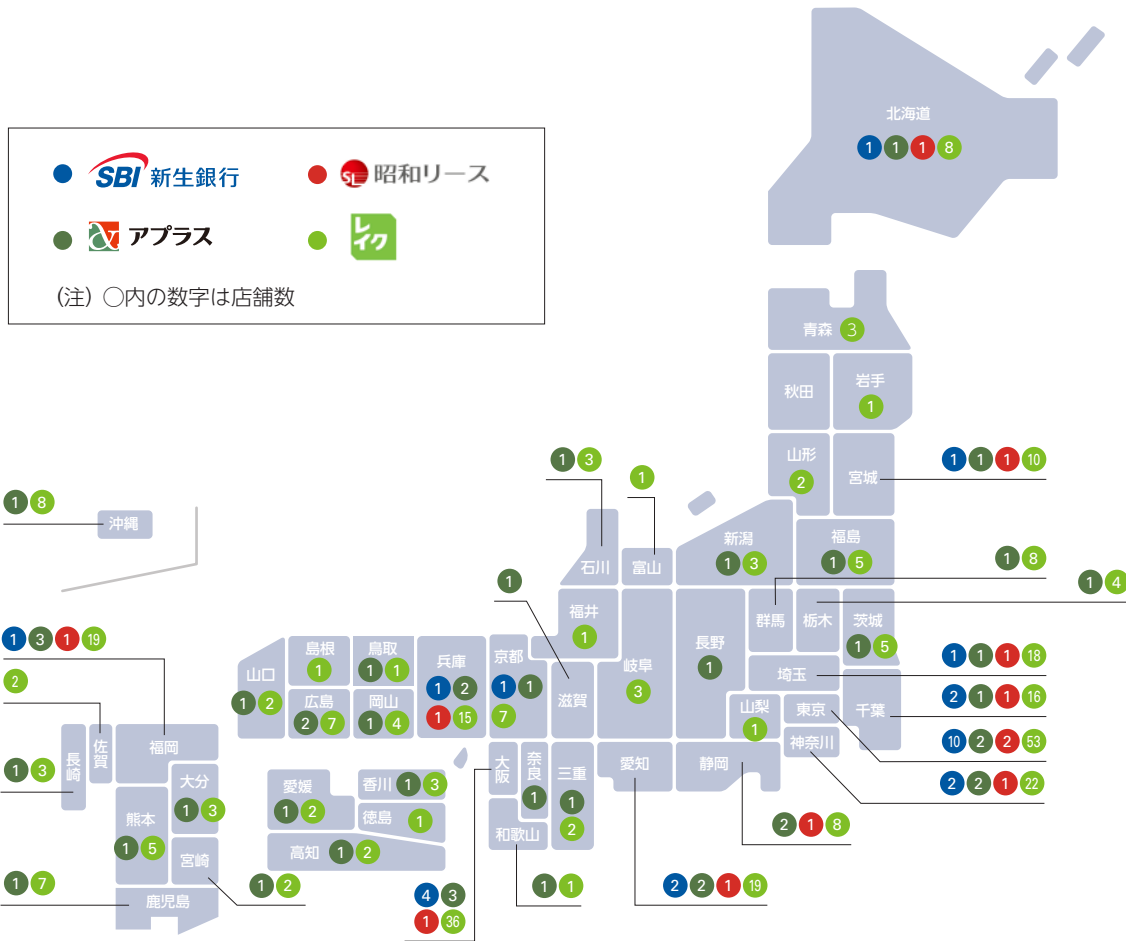 SBI 新生銀行
SL 昭和リース
アプラス
レイク
(注) ○内の数字は店舗数
北海道
1 1 1 8
青森 3
秋田
岩手
1
山形
2
宮城
1 1 1 10
福島
1 5
新潟
1 3
石川
1 3
富山
1
福井
1
群馬
1 8
栃木
1 4
茨城
1 5
埼玉
1 1 1 18
千葉
2 1 1 16
東京
10 2 2 53
神奈川
2 2 1 22
山梨
1
長野
1
岐阜
3
静岡
2 1 8
愛知
2 2 1 19
滋賀
1
三重
1
2
京都
1 1
7
奈良
1
大阪
4 3
1 36
和歌山
1 1
兵庫
1 2
1 15
鳥取
1 1
島根
1
岡山
1 4
広島
2 7
山口
1 2
香川 1 3
徳島 1
愛媛
1 2
高知 1 2
福岡
1 3 1 19
佐賀
2
長崎
1 3
大分
1 3
熊本
1 5
宮崎
1 2
鹿児島
1 7
沖縄
1 8